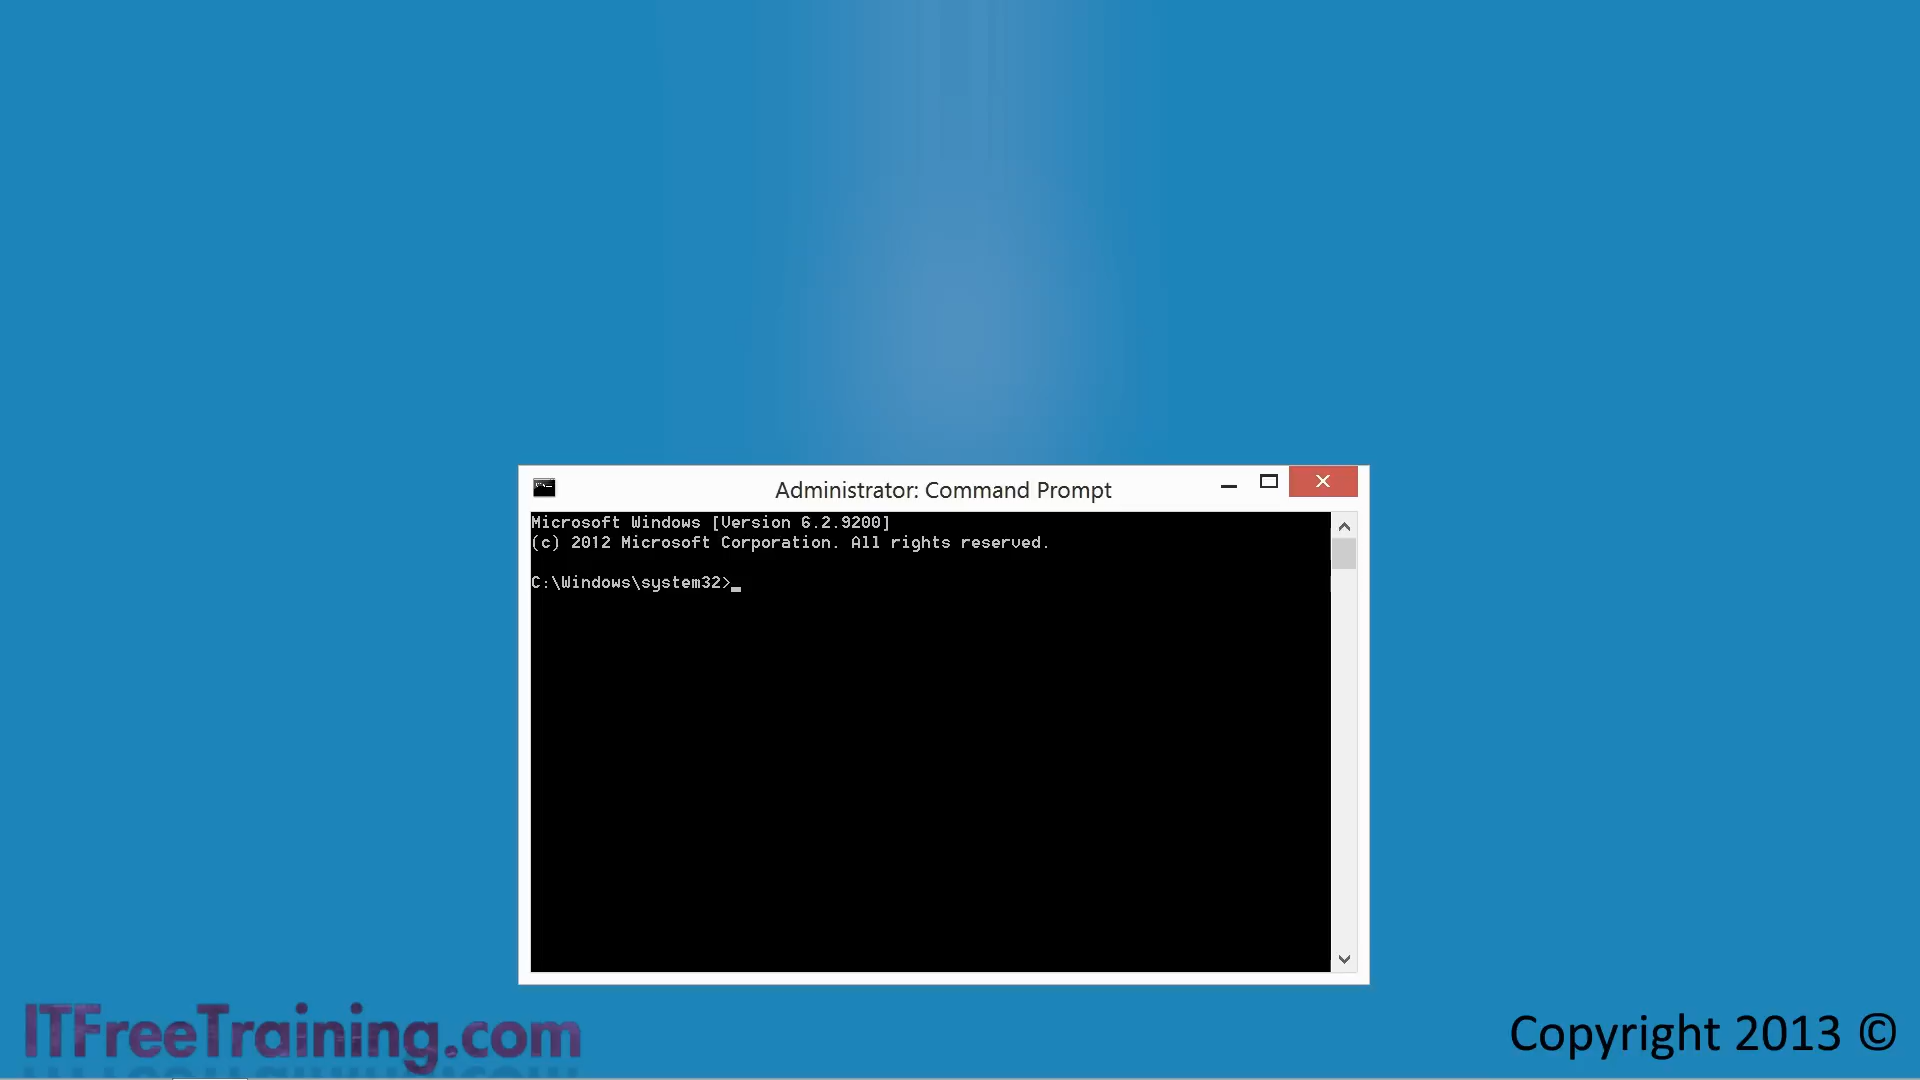 Administrator: Command Prompt
Microsoft Windows [Version 6.2.9200]
(c) 2012 Microsoft Corporation. All rights reserved.
C:\Windows\system32>
ITFreeTraining.com
Copyright 2013 ©